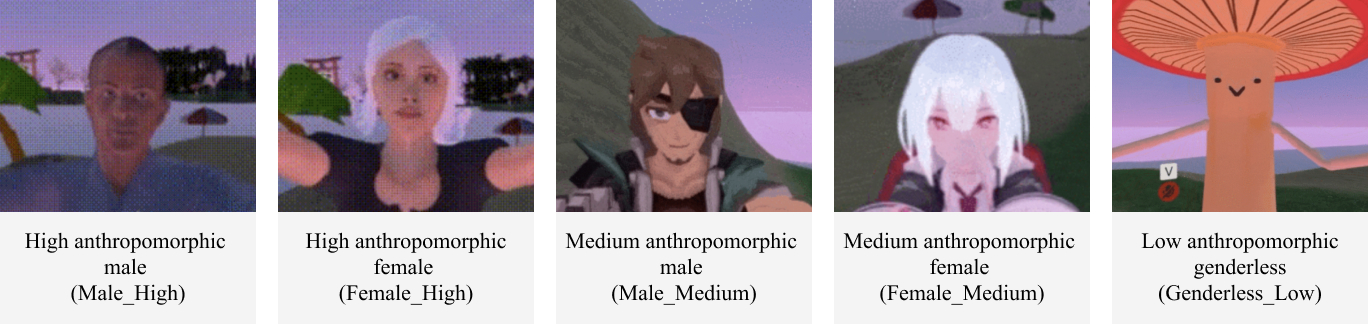 V
High anthropomorphic
male
(Male_High)
High anthropomorphic
female
(Female_High)
Medium anthropomorphic
male
(Male_Medium)
Medium anthropomorphic
female
(Female_Medium)
Low anthropomorphic
genderless
(Genderless_Low)